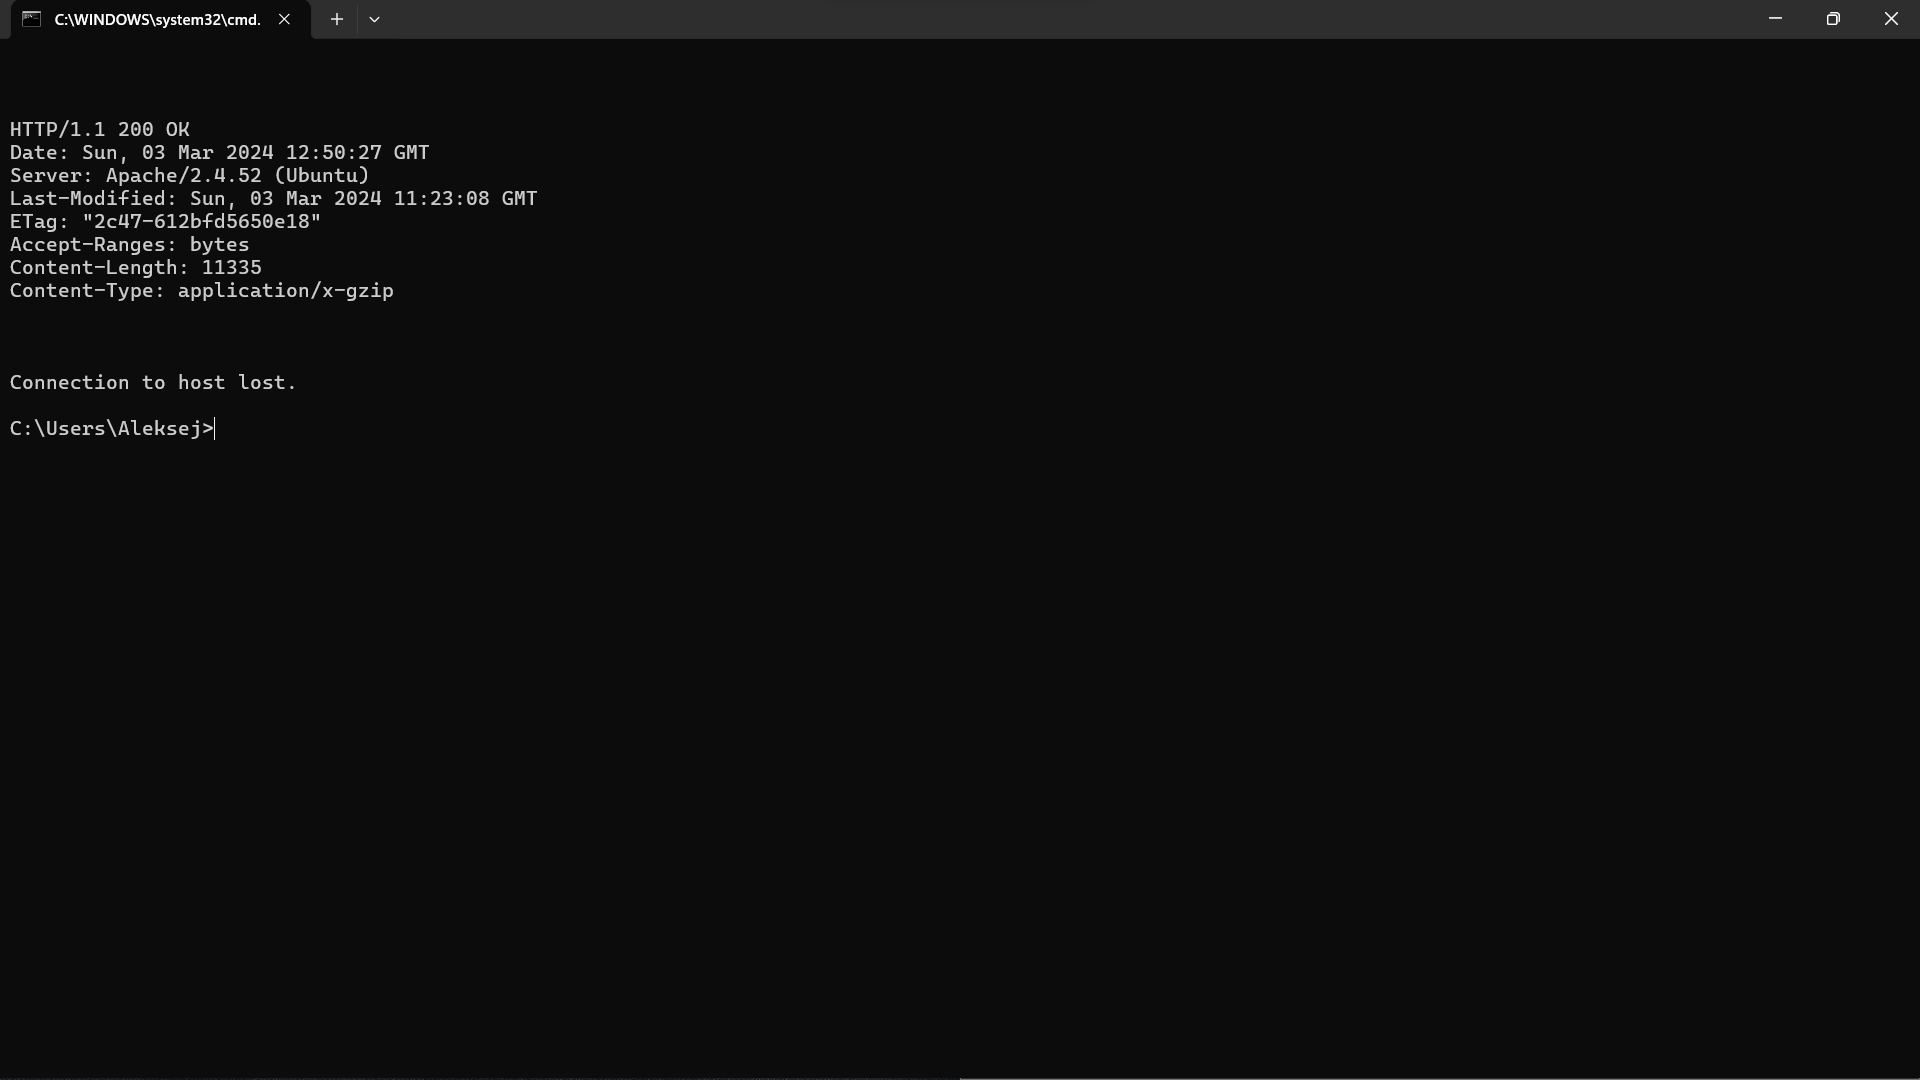 C:\WINDOWS\system32\cmd.
HTTP/1.1 200 OK
Date: Sun, 03 Mar 2024 12:50:27 GMT
Server: Apache/2.4.52 (Ubuntu)
Last-Modified: Sun, 03 Mar 2024 11:23:08 GMT
ETag: "2c47-612bfd5650e18"
Accept-Ranges: bytes
Content-Length: 11335
Content-Type: application/x-gzip
Connection to host lost.
C:\Users\Aleksej>